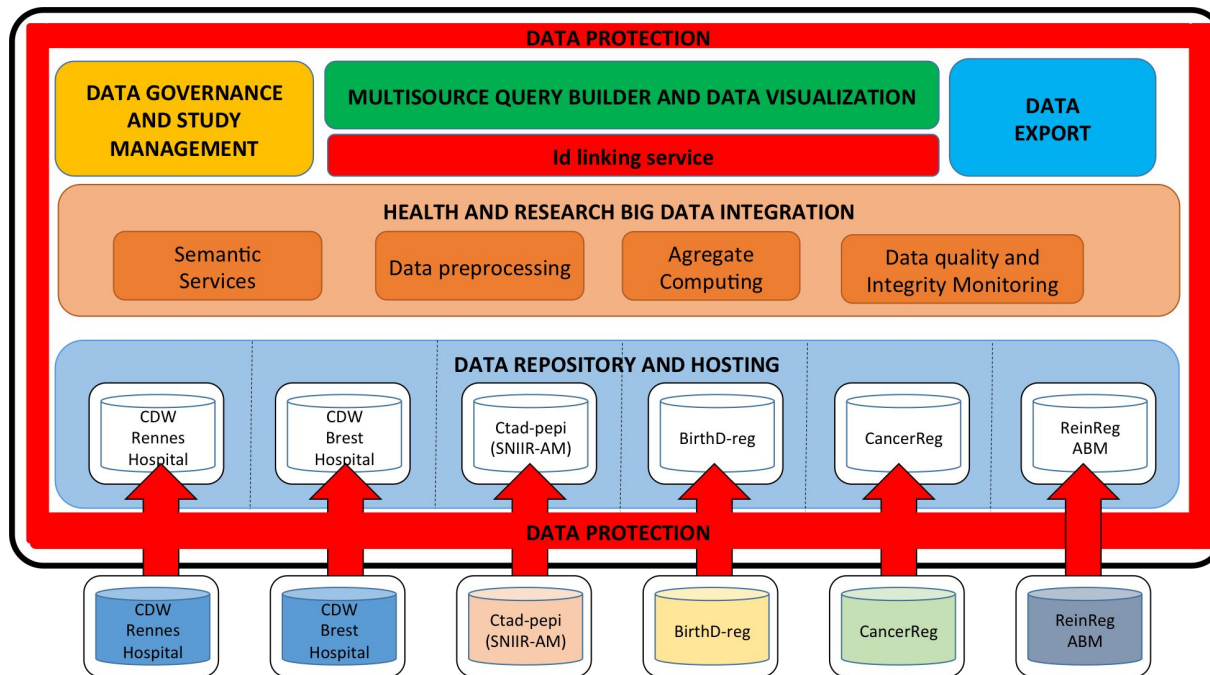 DATA PROTECTION
DATA GOVERNANCE
AND STUDY
MANAGEMENT
MULTISOURCE QUERY BUILDER AND DATA VISUALIZATION
Id linking service
DATA
EXPORT
HEALTH AND RESEARCH BIG DATA INTEGRATION
Semantic
Services
Data preprocessing
Agregate
Computing
Data quality and
Integrity Monitoring
DATA REPOSITORY AND HOSTING
CDW
Rennes
Hospital
CDW
Brest
Hospital
Ctad-pepi
(SNIIR-AM)
BirthD-reg
CancerReg
ReinReg
ABM
DATA PROTECTION
CDW
Rennes
Hospital
CDW
Brest
Hospital
Ctad-pepi
(SNIIR-AM)
BirthD-reg
CancerReg
ReinReg
ABM